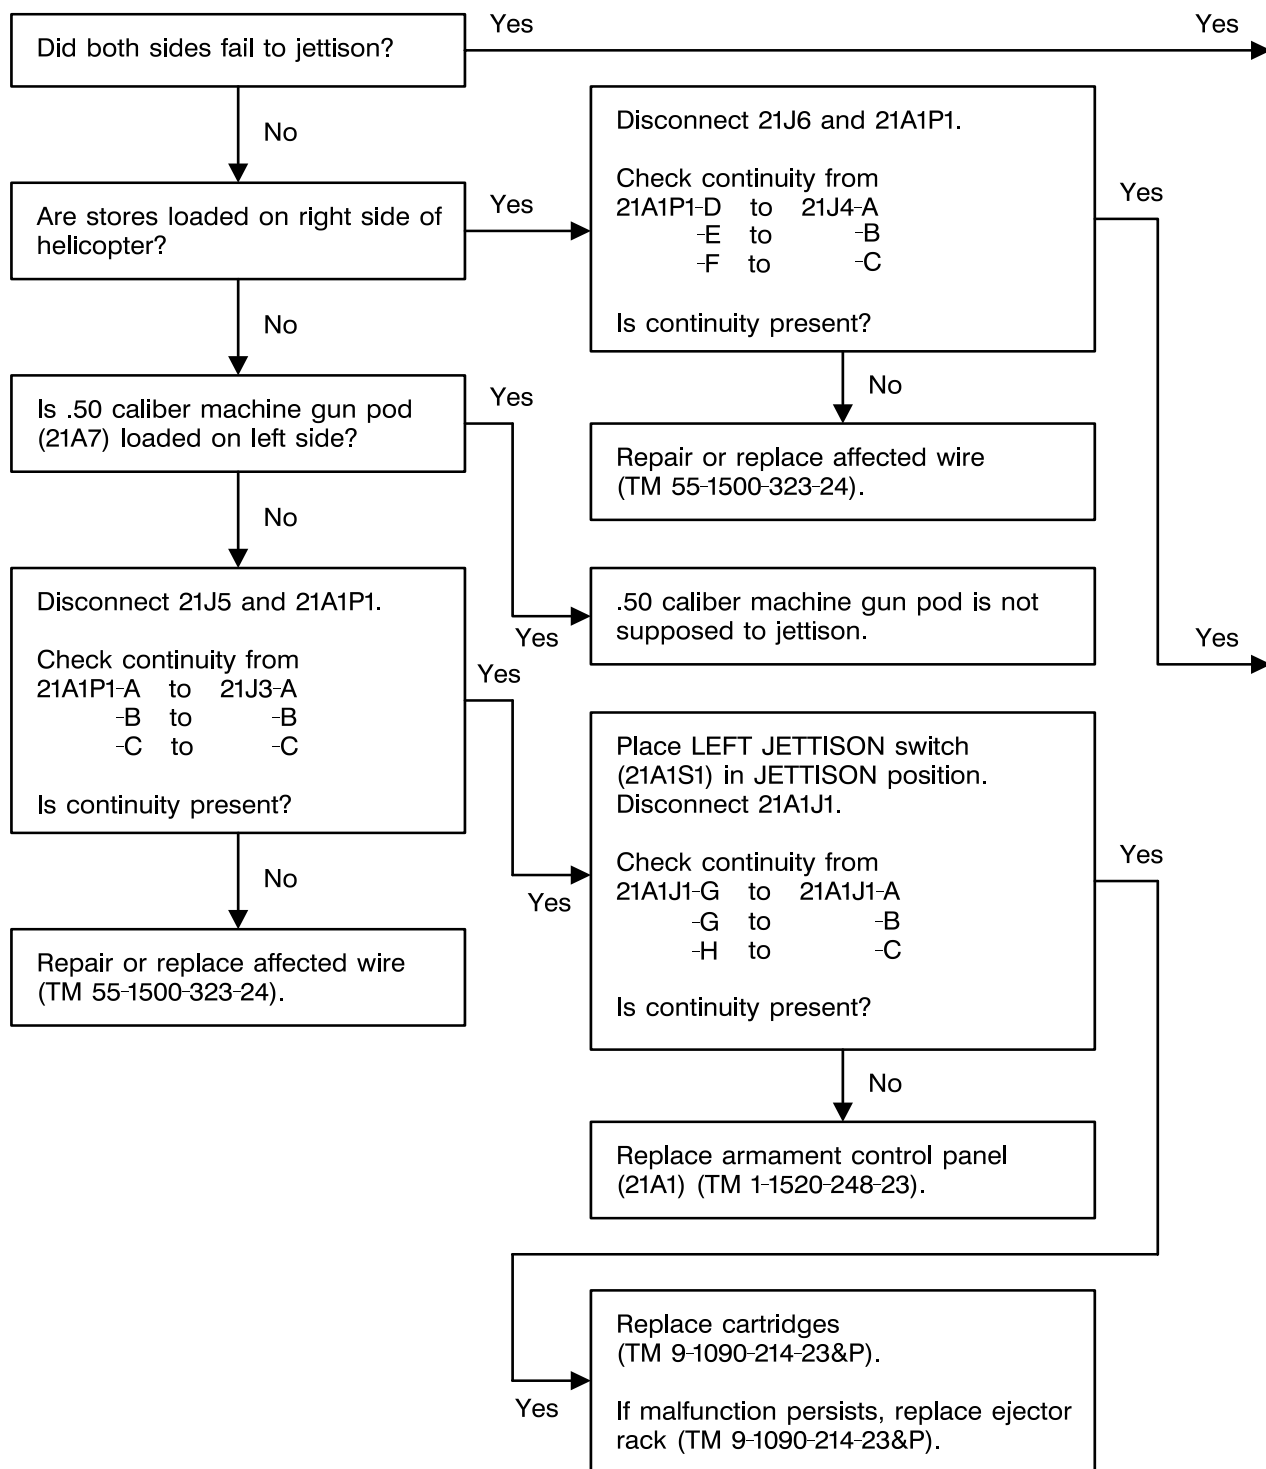 Did both sides fail to jettison?
Yes
Yes
No
Are stores loaded on right side of
helicopter?
Yes
Disconnect 21J6 and 21A1P1.
Check continuity from
21A1P1-D to 21J4-A
-E to -B
-F to -C
Is continuity present?
Yes
Yes
No
Repair or replace affected wire
(TM 55-1500-323-24).
No
Is .50 caliber machine gun pod
(21A7) loaded on left side?
Yes
Yes
.50 caliber machine gun pod is not
supposed to jettison.
No
Disconnect 21J5 and 21A1P1.
Check continuity from
21A1P1-A to 21J3-A
-B to -B
-C to -C
Is continuity present?
Yes
Yes
No
Repair or replace affected wire
(TM 55-1500-323-24).
Place LEFT JETTISON switch
(21A1S1) in JETTISON position.
Disconnect 21A1J1.
Check continuity from
21A1J1-G to 21A1J1-A
-G to -B
-H to -C
Is continuity present?
Yes
No
Replace armament control panel
(21A1) (TM 1-1520-248-23).
Yes
Replace cartridges
(TM 9-1090-214-23&P).
If malfunction persists, replace ejector
rack (TM 9-1090-214-23&P).